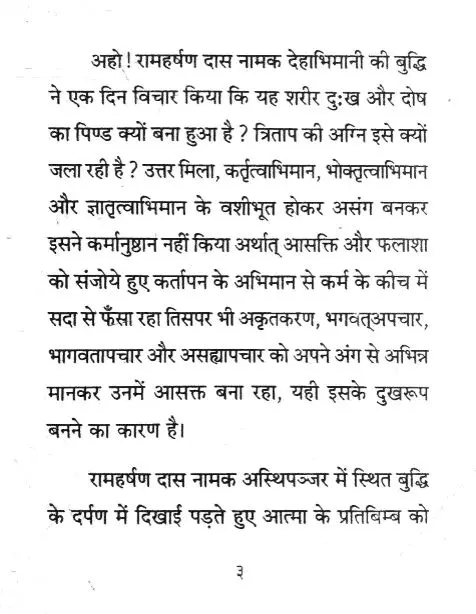 अहो! रामहर्षण दास नामक देहाभिमानी की बुद्धि
ने एक दिन विचार किया कि यह शरीर दुःख और दोष
का पिण्ड क्यों बना हुआ है ? त्रिताप की अग्नि इसे क्यों
जला रही है ? उत्तर मिला, कर्तृत्वाभिमान, भोक्तृत्वाभिमान
और ज्ञातृत्वाभिमान के वशीभूत होकर असंग बनकर
इसने कर्मानुष्ठान नहीं किया अर्थात् आसक्ति और फलाशा
को संजोये हुए कर्तापन के अभिमान से कर्म के कीच में
सदा से फँसा रहा तिसपर भी अकृतकरण, भगवत्अपचार,
भागवतापचार और असह्यापचार को अपने अंग से अभिन्न
मानकर उनमें आसक्त बना रहा, यही इसके दुखरूप
बनने का कारण है।
रामहर्षण दास नामक अस्थिपञ्जर में स्थित बुद्धि
के दर्पण में दिखाई पड़ते हुए आत्मा के प्रतिबिम्ब को
३